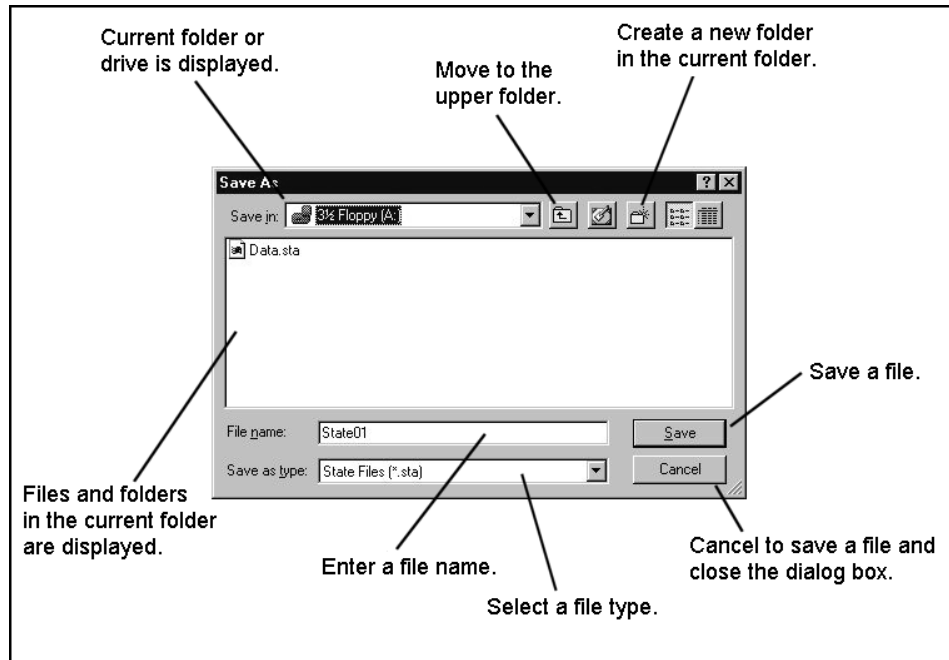 Current folder or
drive is displayed.
Move to the
upper folder.
Create a new folder
in the current folder.
Save As
Save in: 3½ Floppy (A:)
Data.sta
Save a file.
File name: State01 Save
Save as type: State Files (*.sta) Cancel
Files and folders
in the current folder
are displayed.
Enter a file name.
Select a file type.
Cancel to save a file and
close the dialog box.